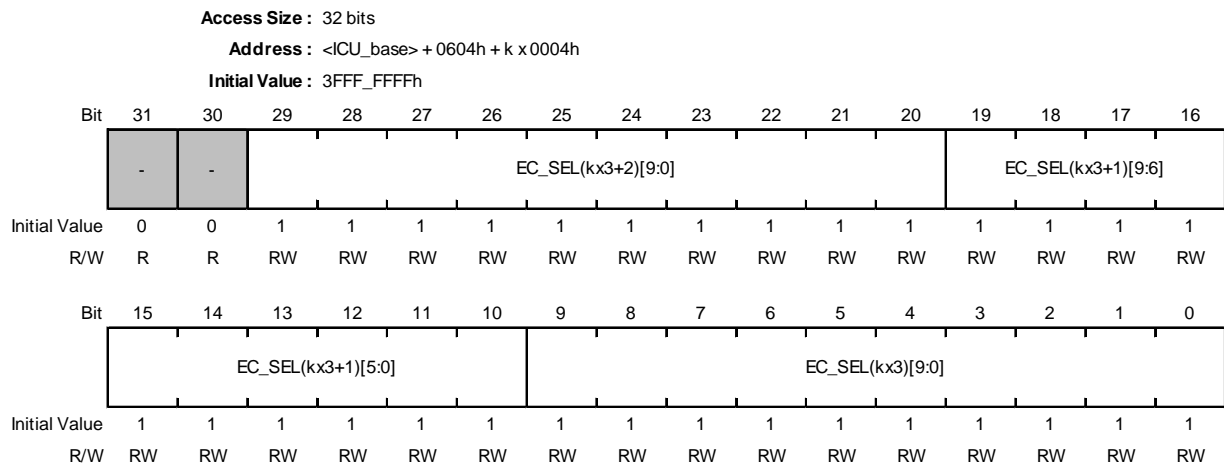 Access Size : 32 bits
Address : <ICU_base> + 0604h + k x 0004h
Initial Value : 3FFF_FFFFh
Bit 31 30 29 28 27 26 25 24 23 22 21 20 19 18 17 16
- - EC_SEL(kx3+2)[9:0] EC_SEL(kx3+1)[9:6]
Initial Value 0 0 1 1 1 1 1 1 1 1 1 1 1 1 1 1
R/W R R RW RW RW RW RW RW RW RW RW RW RW RW RW RW
Bit 15 14 13 12 11 10 9 8 7 6 5 4 3 2 1 0
EC_SEL(kx3+1)[5:0] EC_SEL(kx3)[9:0]
Initial Value 1 1 1 1 1 1 1 1 1 1 1 1 1 1 1 1
R/W RW RW RW RW RW RW RW RW RW RW RW RW RW RW RW RW